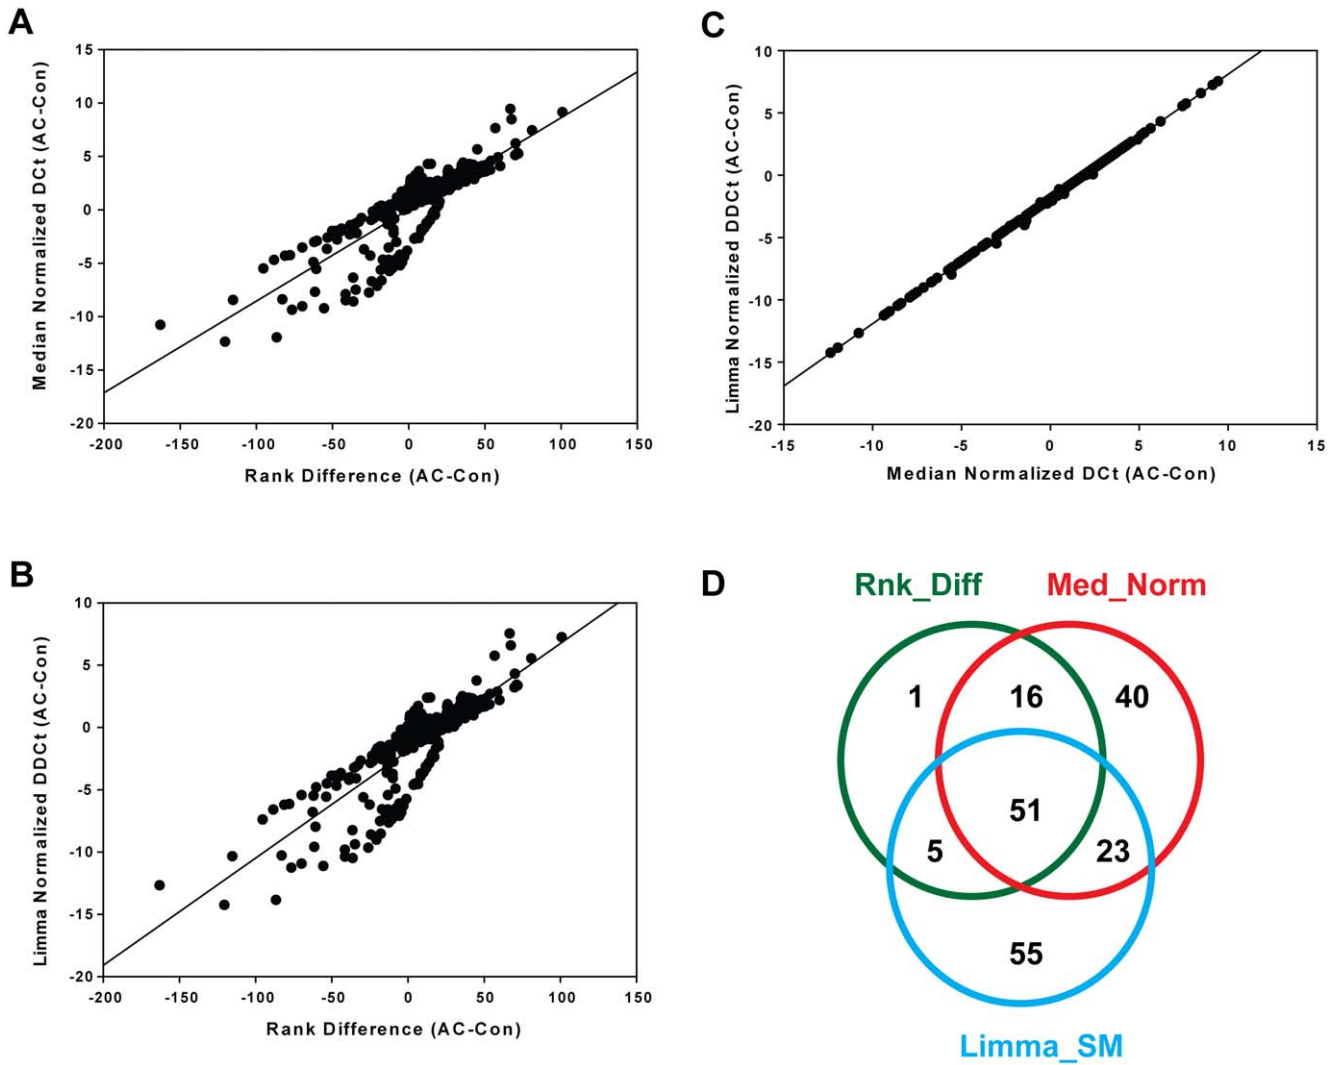 A
15
10
5
0
-5
-10
-15
-20
-200 -150 -100 -50 0 50 100 150
Median Normalized DCt (AC-Con)
Rank Difference (AC-Con)
C
10
5
0
-5
-10
-15
-20
-15 -10 -5 0 5 10 15
Limma Normalized DDCt (AC-Con)
Median Normalized DCt (AC-Con)
B
10
5
0
-5
-10
-15
-20
-200 -150 -100 -50 0 50 100 150
Limma Normalized DDCt (AC-Con)
Rank Difference (AC-Con)
D
Rnk_Diff Med_Norm
1 16 40
51
5 23
55
Limma_SM